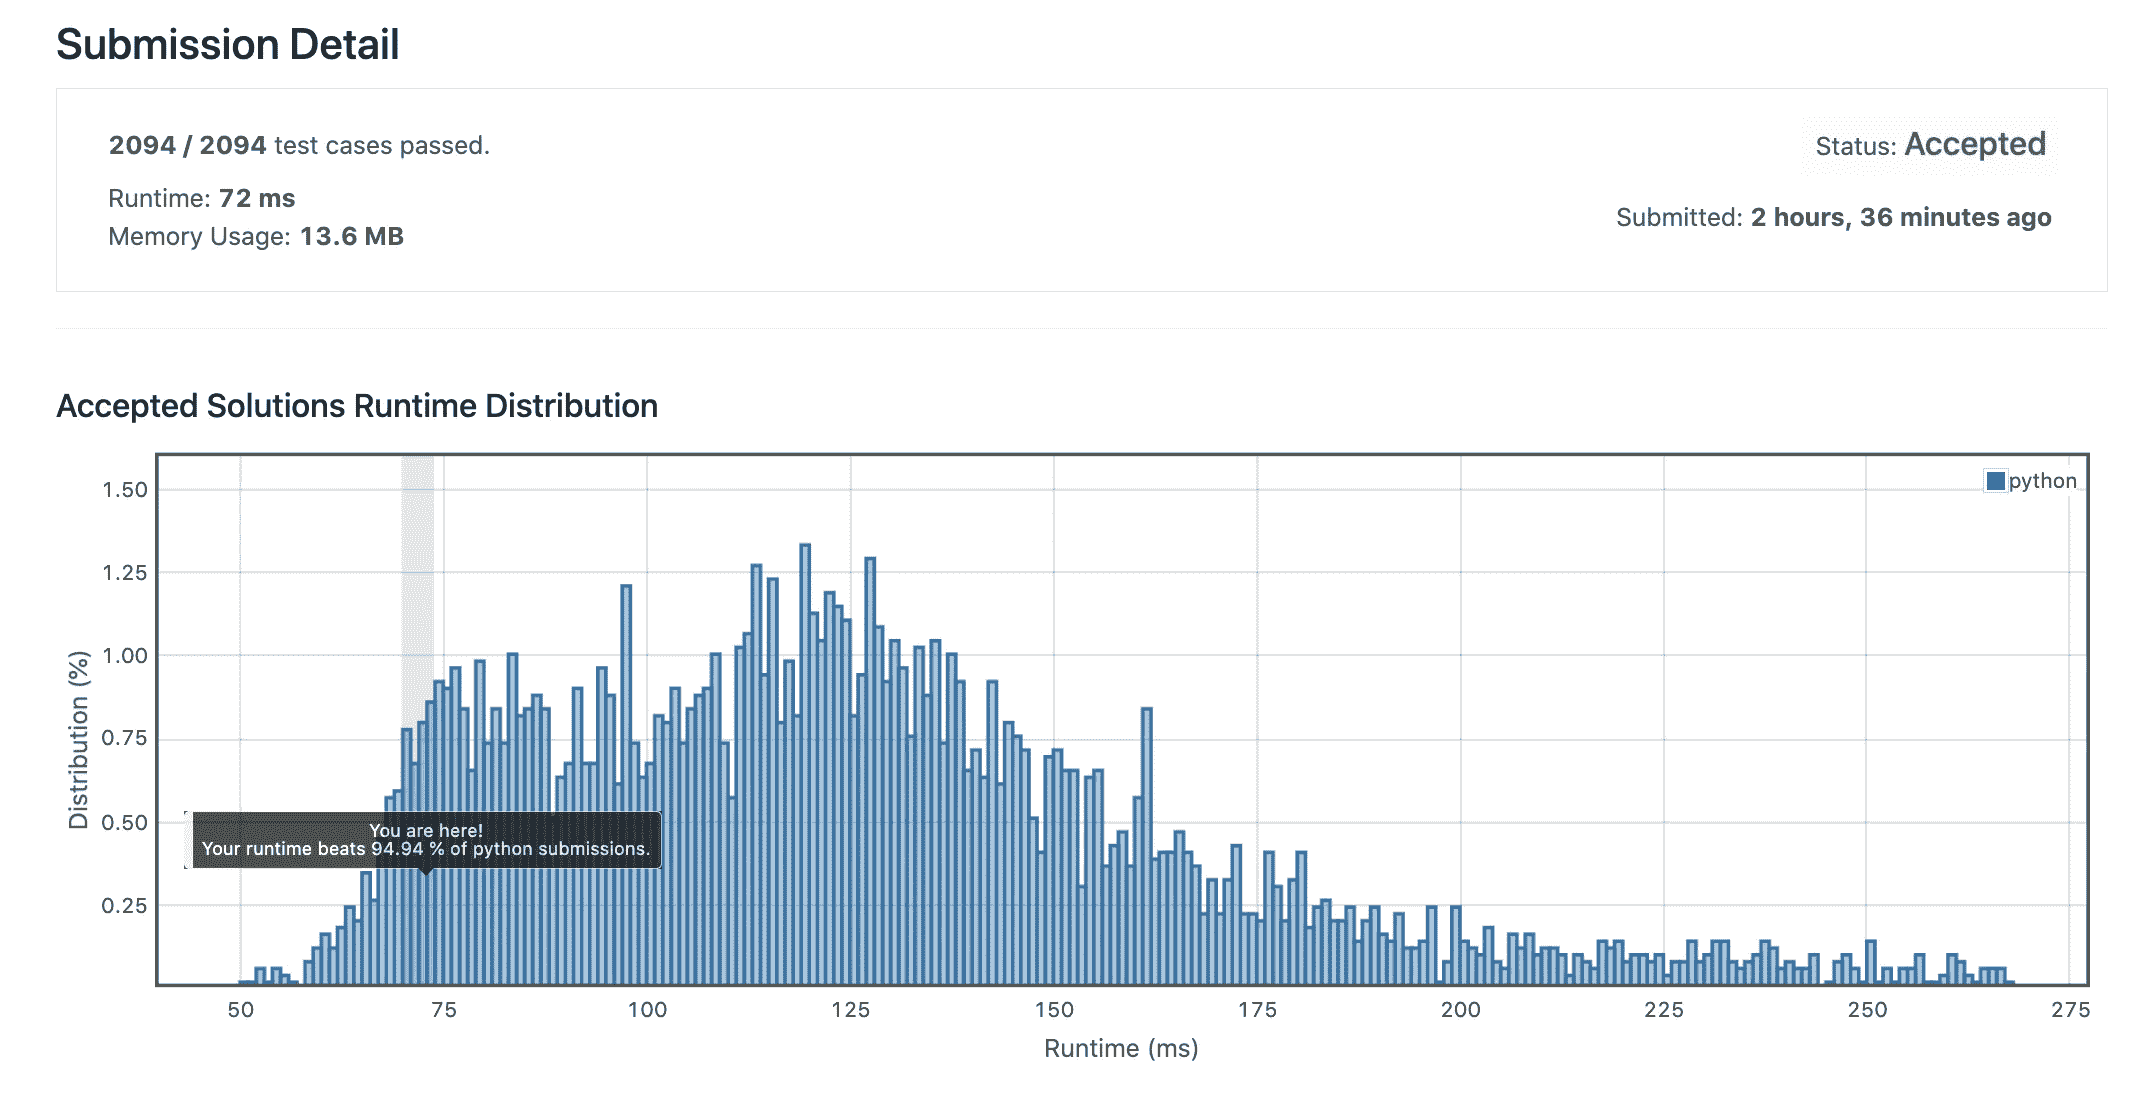 Submission Detail
2094 / 2094 test cases passed.
Status: Accepted
Runtime: 72 ms
Memory Usage: 13.6 MB
Submitted: 2 hours, 36 minutes ago
Accepted Solutions Runtime Distribution
python
1.50
1.25
1.00
0.75
0.50
0.25
Distribution (%)
You are here!
Your runtime beats 94.94 % of python submissions.
50 75 100 125 150 175 200 225 250 275
Runtime (ms)